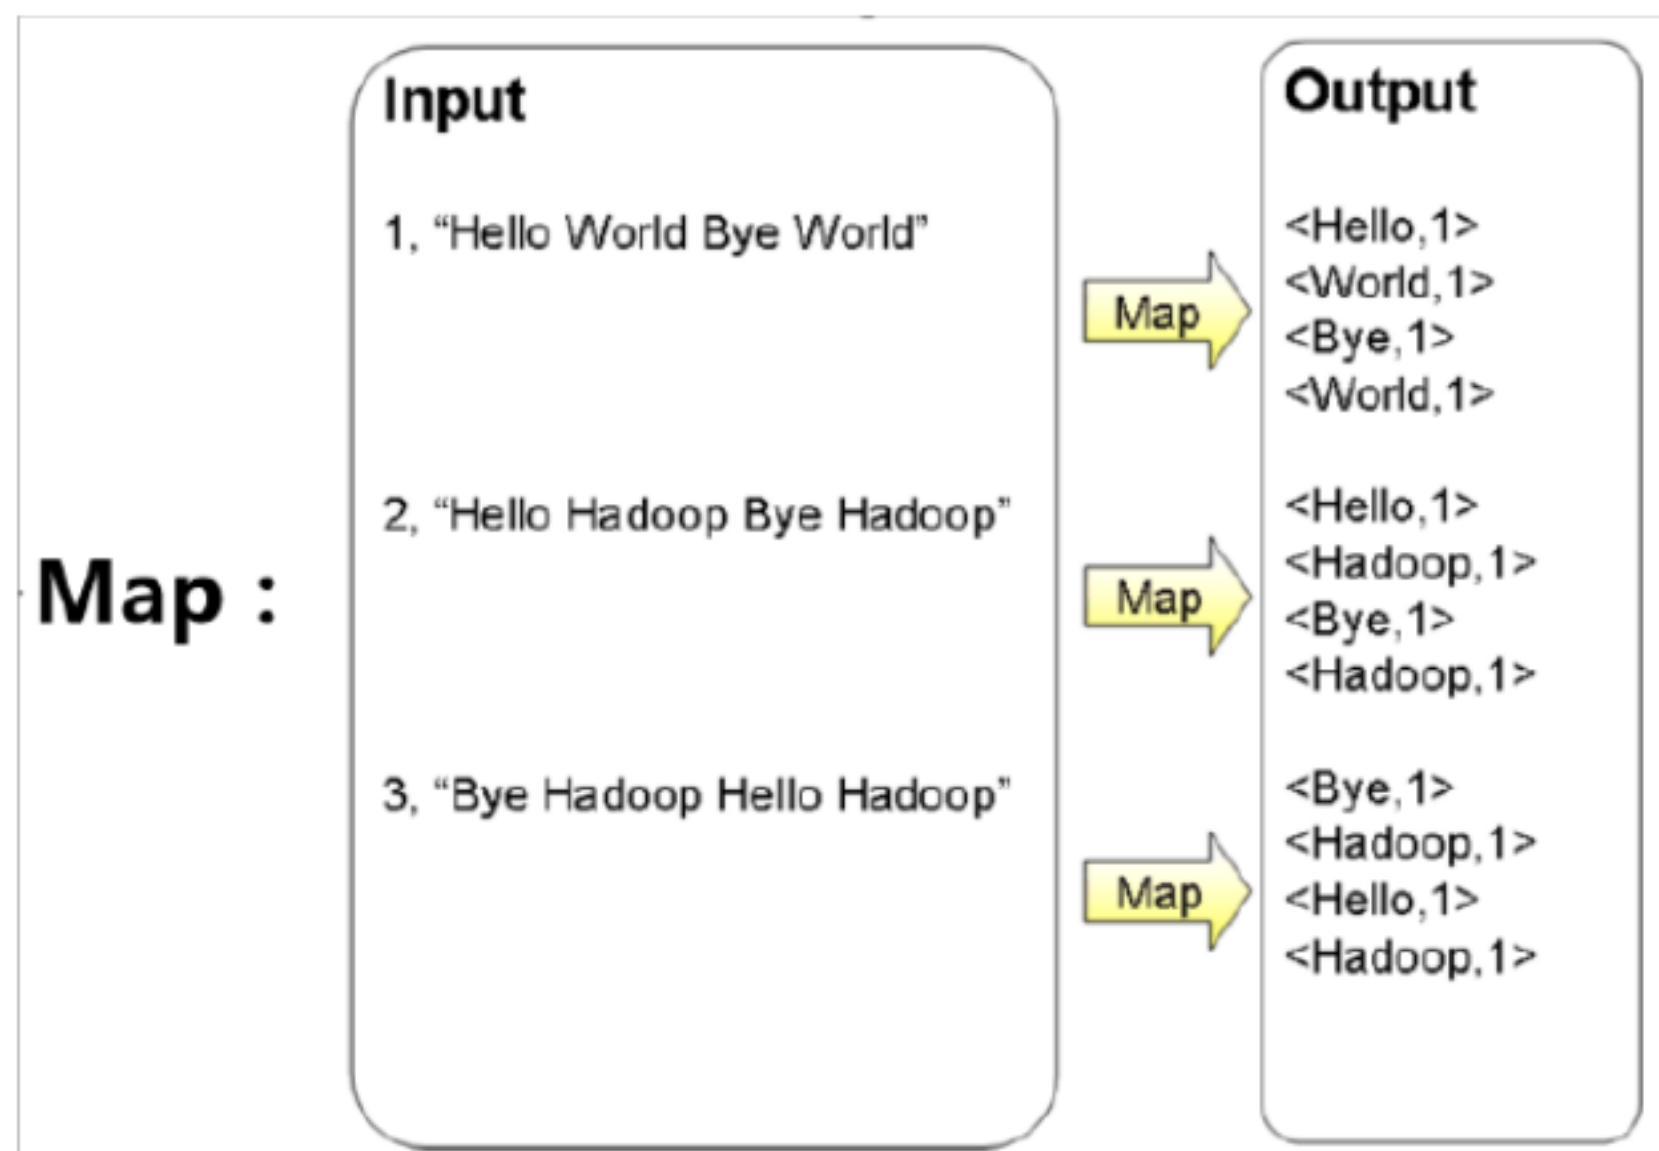 Input
1, “Hello World Bye World”
2, “Hello Hadoop Bye Hadoop”
3, “Bye Hadoop Hello Hadoop”
Map :
Map
Map
Map
Output
<Hello,1>
<World,1>
<Bye,1>
<World,1>
<Hello,1>
<Hadoop,1>
<Bye,1>
<Hadoop,1>
<Bye,1>
<Hadoop,1>
<Hello,1>
<Hadoop,1>